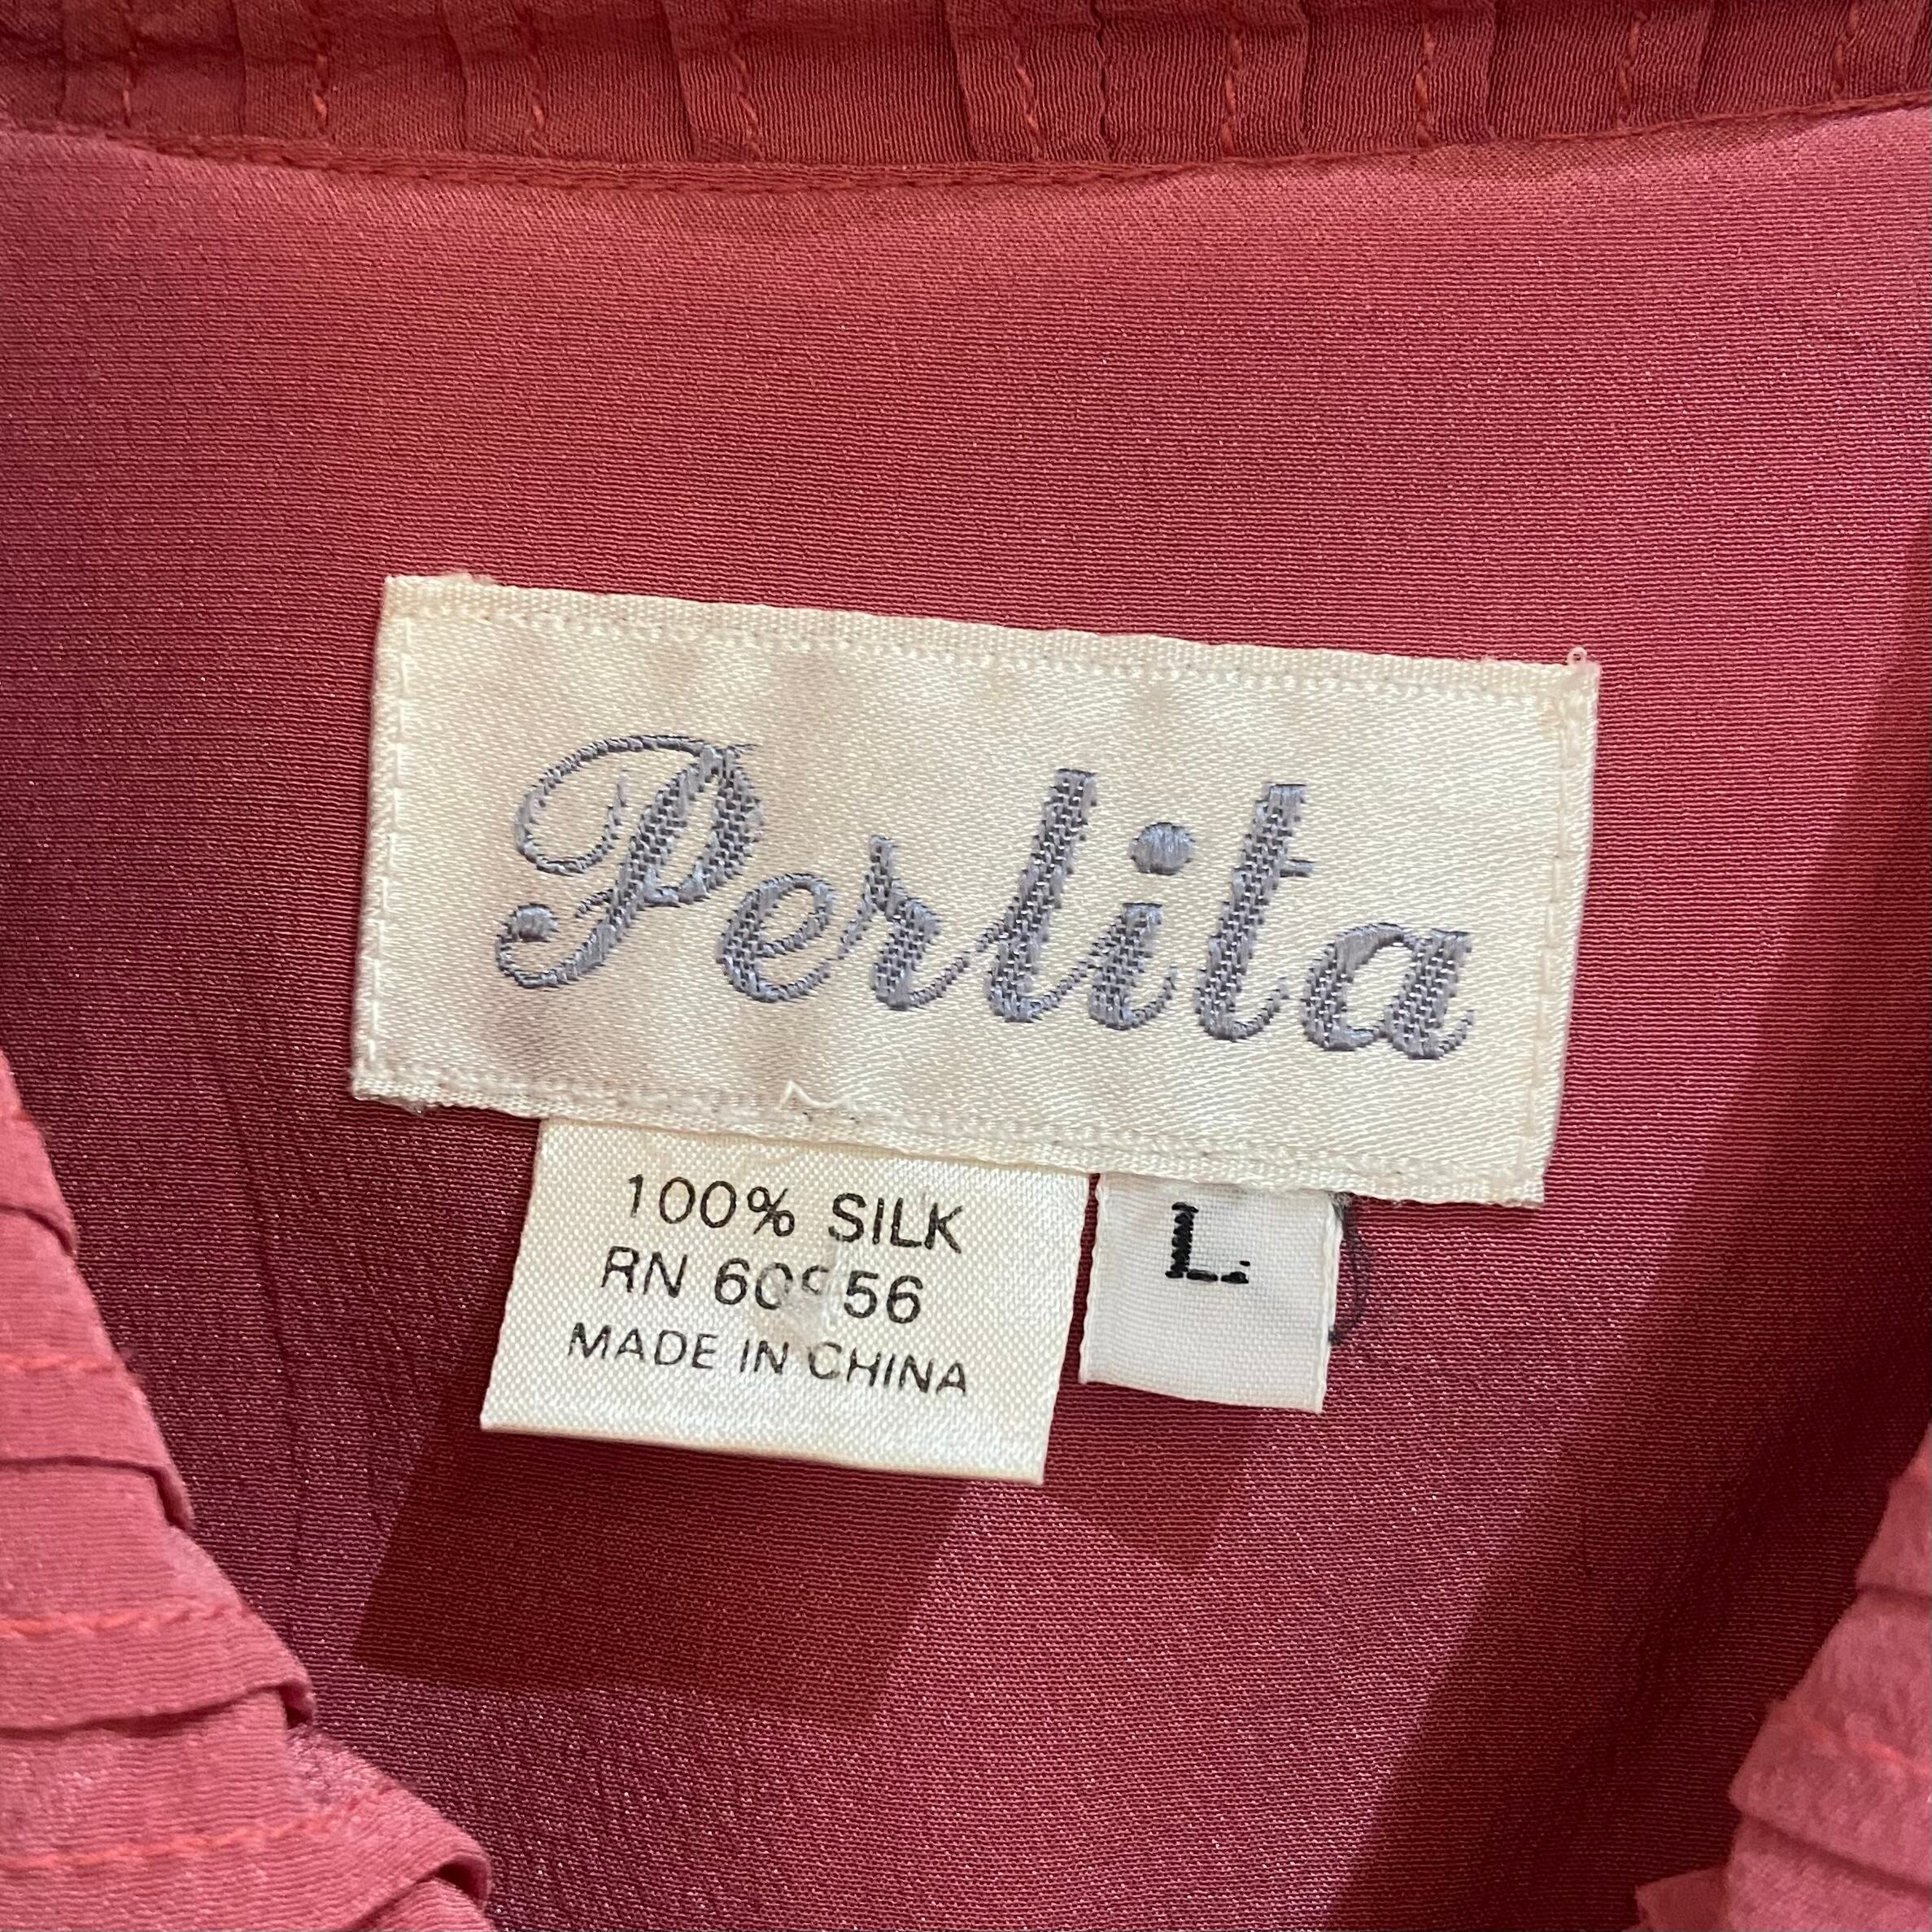 Perlita
100% SILK
RN
MADE IN CHINA
L